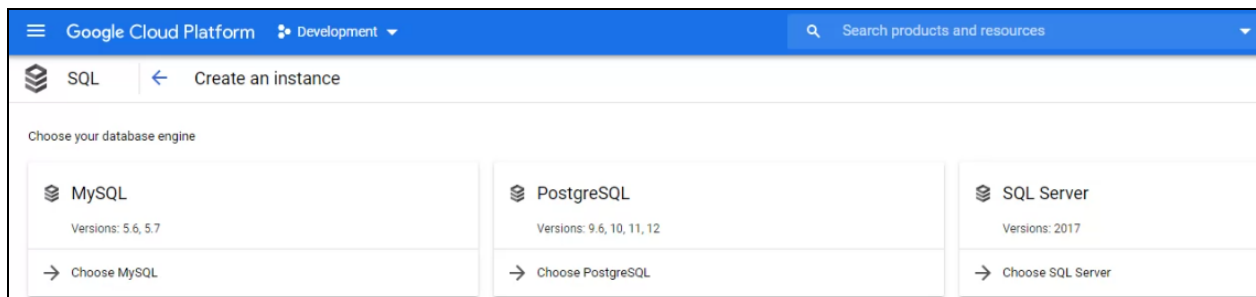 Google Cloud Platform Development Search products and resources
SQL Create an instance
Choose your database engine
MySQL PostgreSQL SQL Server
Versions: 5.6, 5.7 Versions: 9.6, 10, 11, 12 Versions: 2017
Choose MySQL Choose PostgreSQL Choose SQL Server